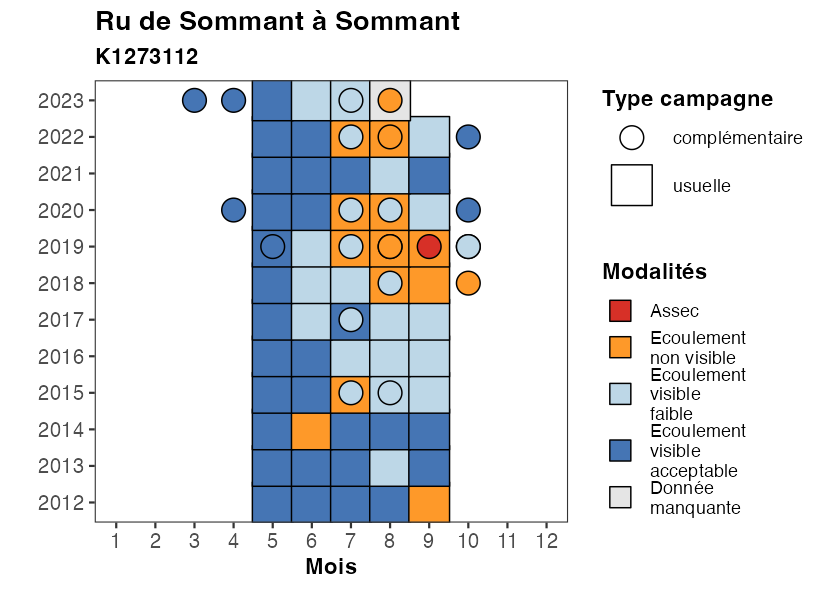 Ru de Sommant à Sommant
K1273112
2023
2022
2021
2020
2019
2018
2017
2016
2015
2014
2013
2012
1 2 3 4 5 6 7 8 9 10 11 12
Mois
Type campagne
complémentaire
usuelle
Modalités
Assec
Ecoulement
non visible
Ecoulement
visible
faible
Ecoulement
visible
acceptable
Donnée
manquante